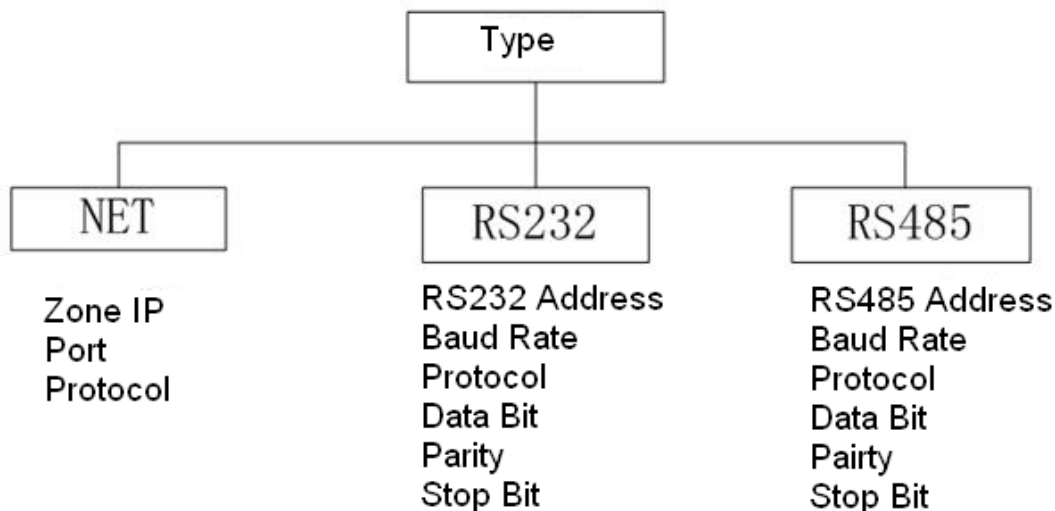 Type
NET
Zone IP
Port
Protocol
RS232
RS232 Address
Baud Rate
Protocol
Data Bit
Parity
Stop Bit
RS485
RS485 Address
Baud Rate
Protocol
Data Bit
Pairty
Stop Bit